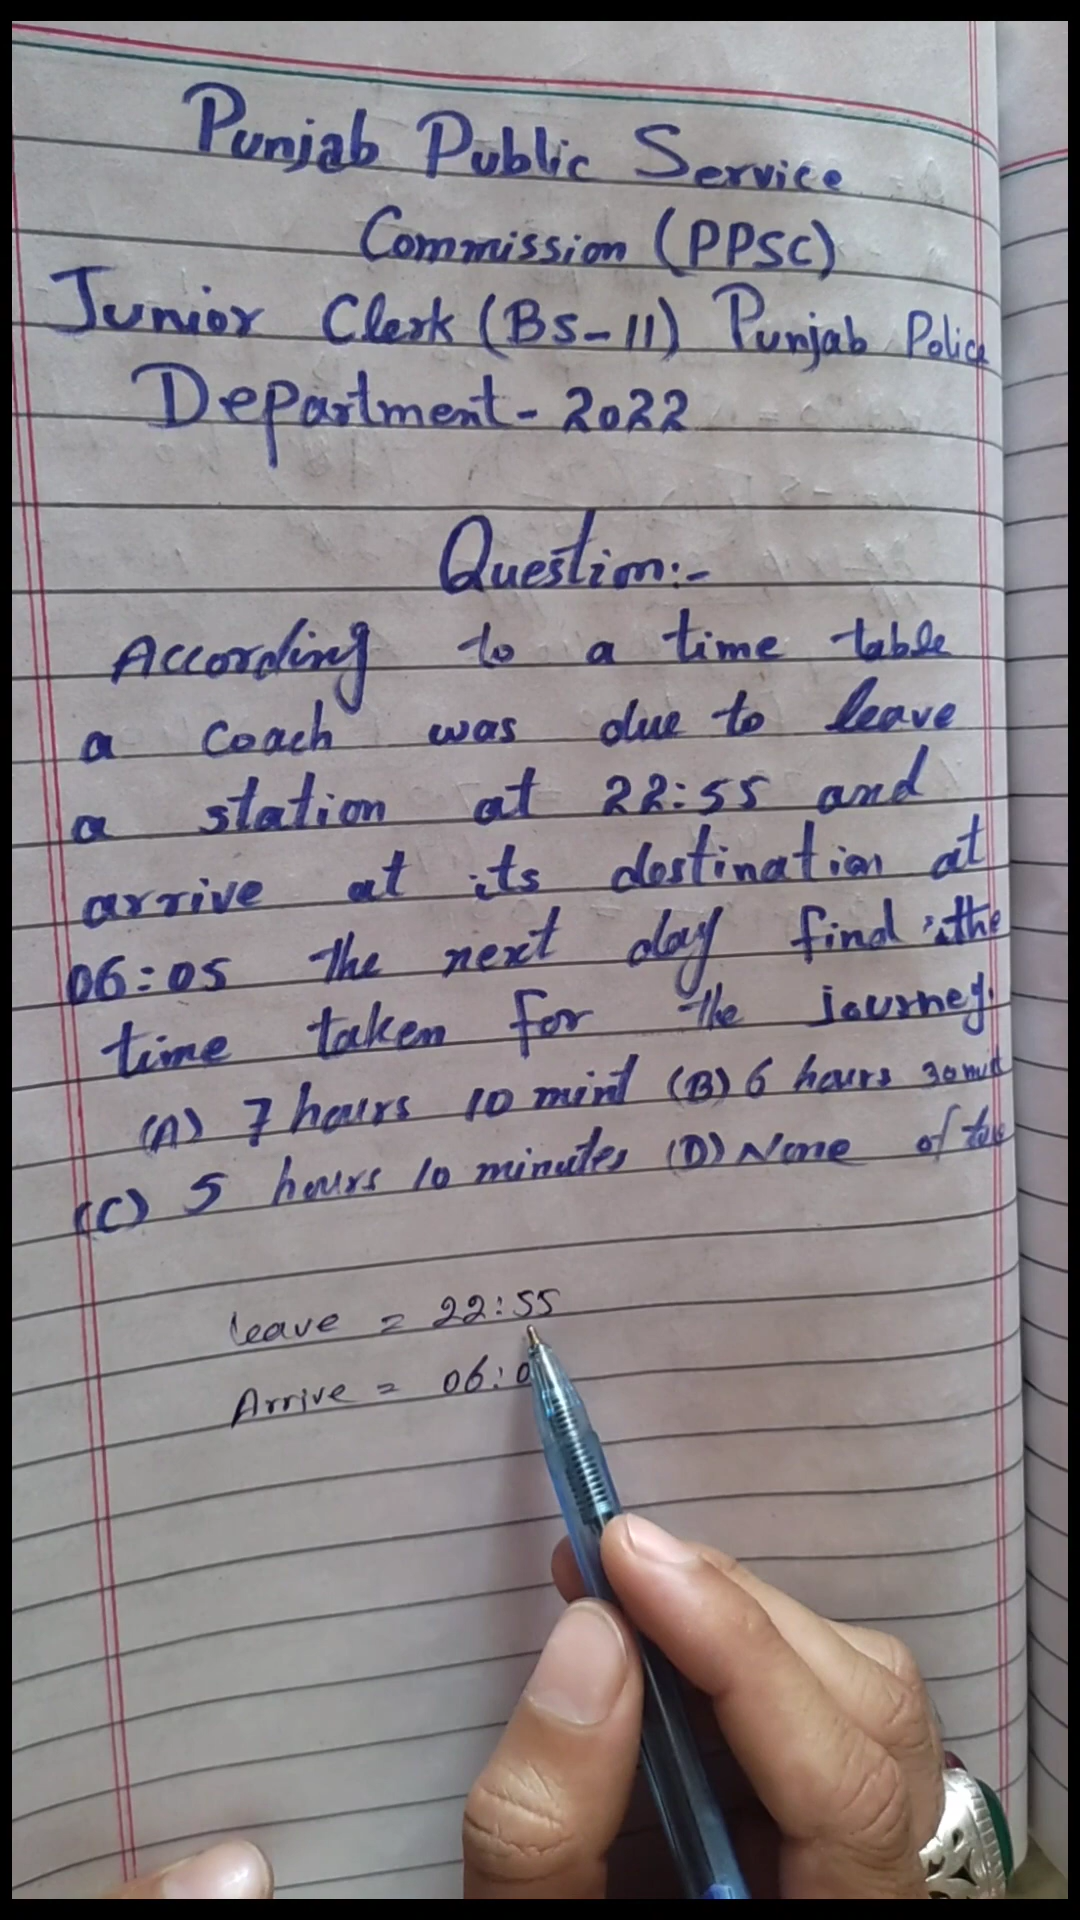 Punjab Public Service
Commission (PPSC)
Junior Clerk (BS-11) Punjab Police
Department-2022
Question:-
According to a time table
a coach was due to leave
a station at 22:55 and
arrive at its destination at
06:05 the next day find the
time taken for the journey.
(A) 7 hours 10 mint (B) 6 hours 30
(C) 5 hours 10 minutes (D) None of
leave = 22:55
Arrive = 06:0